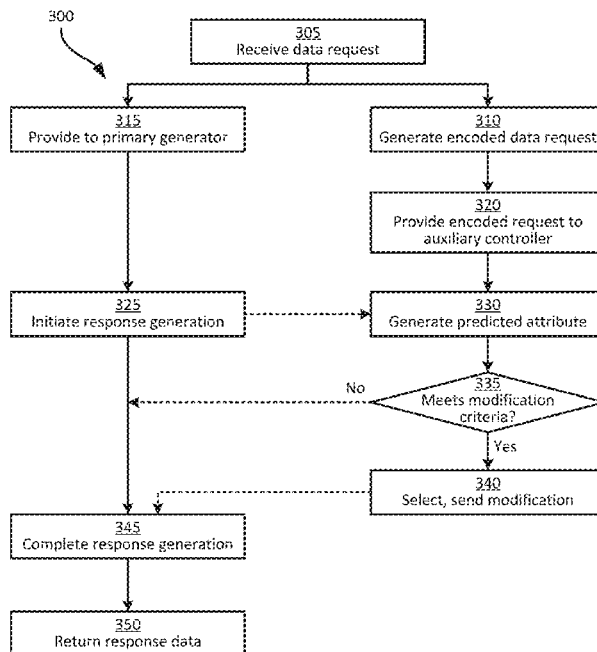 300
305
Receive data request
315
Provide to primary generator
310
Generate encoded data request
320
Provide encoded request to
auxiliary controller
325
Initiate response generation
330
Generate predicted attribute
335
Meets modification
criteria?
No
Yes
340
Select, send modification
345
Complete response generation
350
Return response data